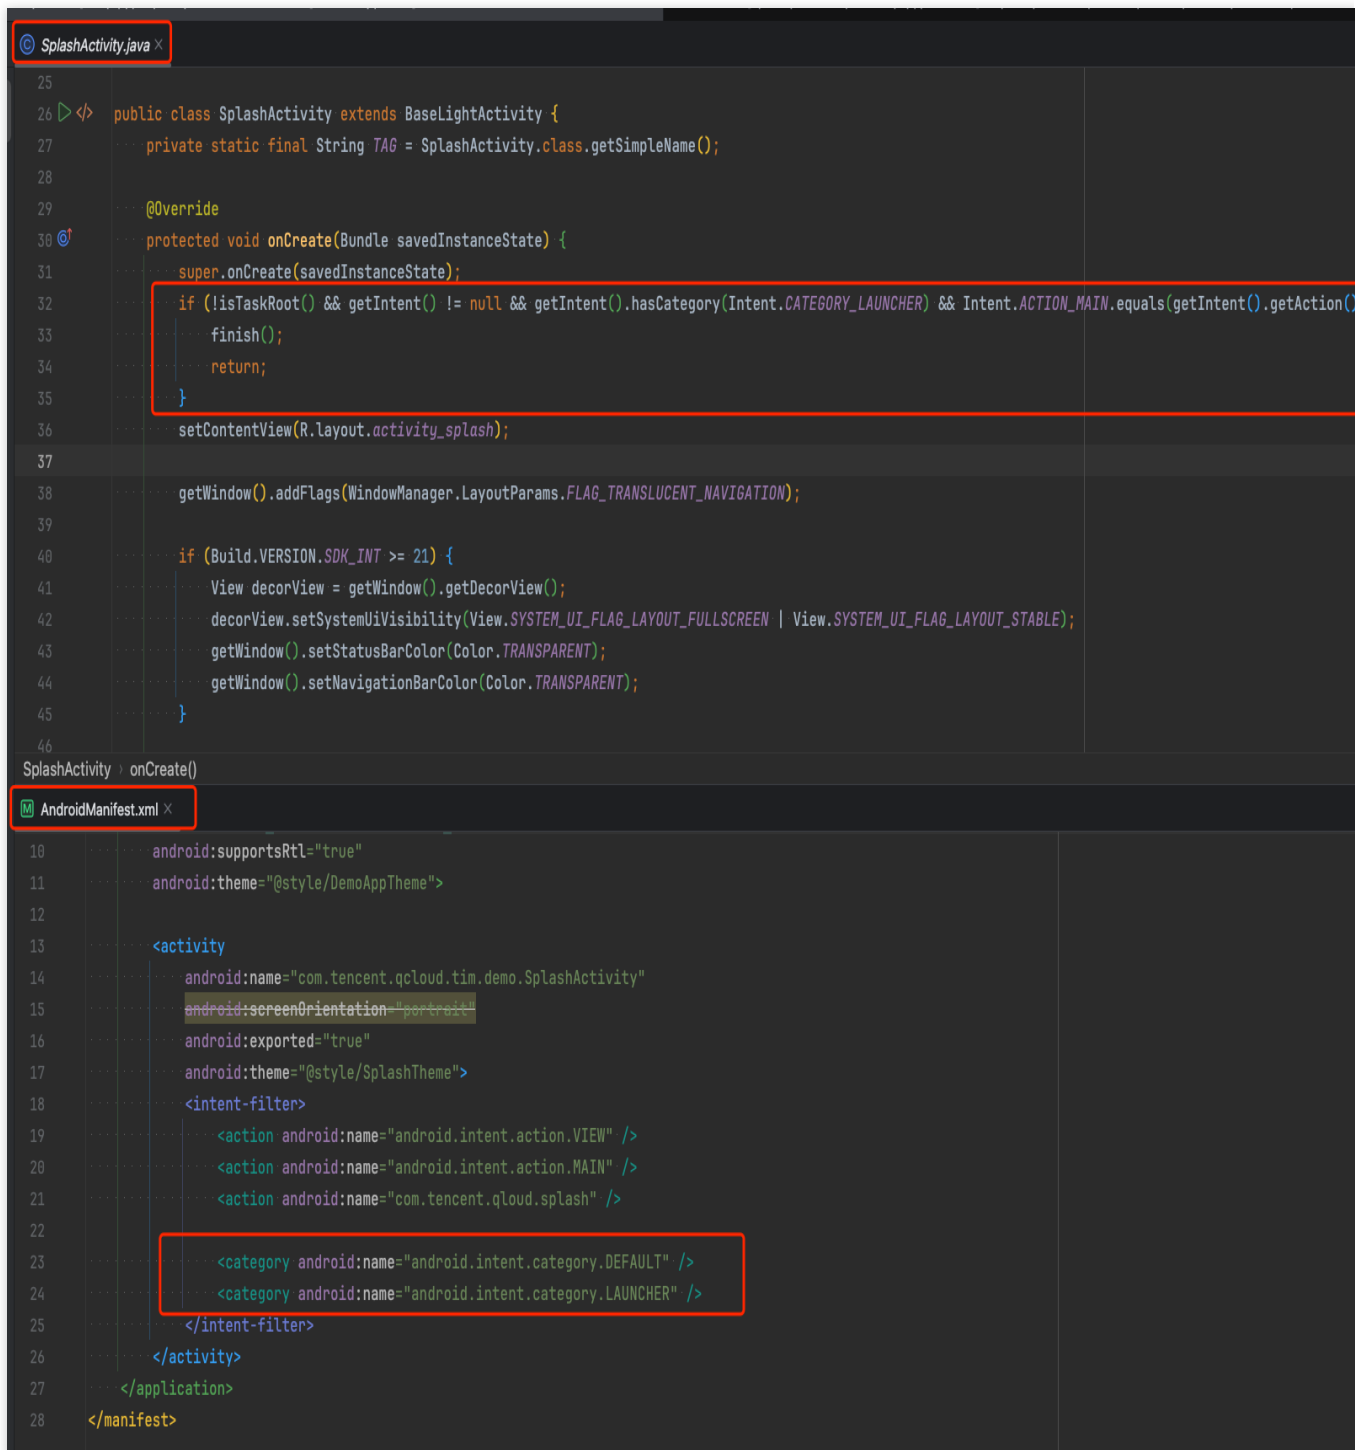 SplashActivity.java
25
26 public class SplashActivity extends BaseLightActivity {
27 private static final String TAG = SplashActivity.class.getSimpleName();
28
29 @Override
30 protected void onCreate(Bundle savedInstanceState) {
31 super.onCreate(savedInstanceState);
32 if (!isTaskRoot() && getIntent() != null && getIntent().hasCategory(Intent.CATEGORY_LAUNCHER) && Intent.ACTION_MAIN.equals(getIntent().getAction()
33 finish();
34 return;
35 }
36 setContentView(R.layout.activity_splash);
37
38 getWindow().addFlags(WindowManager.LayoutParams.FLAG_TRANSLUCENT_NAVIGATION);
39
40 if (Build.VERSION.SDK_INT >= 21) {
41 View decorView = getWindow().getDecorView();
42 decorView.setSystemUiVisibility(View.SYSTEM_UI_FLAG_LAYOUT_FULLSCREEN | View.SYSTEM_UI_FLAG_LAYOUT_STABLE);
43 getWindow().setStatusBarColor(Color.TRANSPARENT);
44 getWindow().setNavigationBarColor(Color.TRANSPARENT);
45 }
46
SplashActivity › onCreate()
AndroidManifest.xml
10 android:supportsRtl="true"
11 android:theme="@style/DemoAppTheme">
12
13 <activity
14 android:name="com.tencent.qcloud.tim.demo.SplashActivity"
15 android:screenOrientation="portrait"
16 android:exported="true"
17 android:theme="@style/SplashTheme">
18 <intent-filter>
19 <action android:name="android.intent.action.VIEW" />
20 <action android:name="android.intent.action.MAIN" />
21 <action android:name="com.tencent.qloud.splash" />
22
23 <category android:name="android.intent.category.DEFAULT" />
24 <category android:name="android.intent.category.LAUNCHER" />
25 </intent-filter>
26 </activity>
27 </application>
28 </manifest>